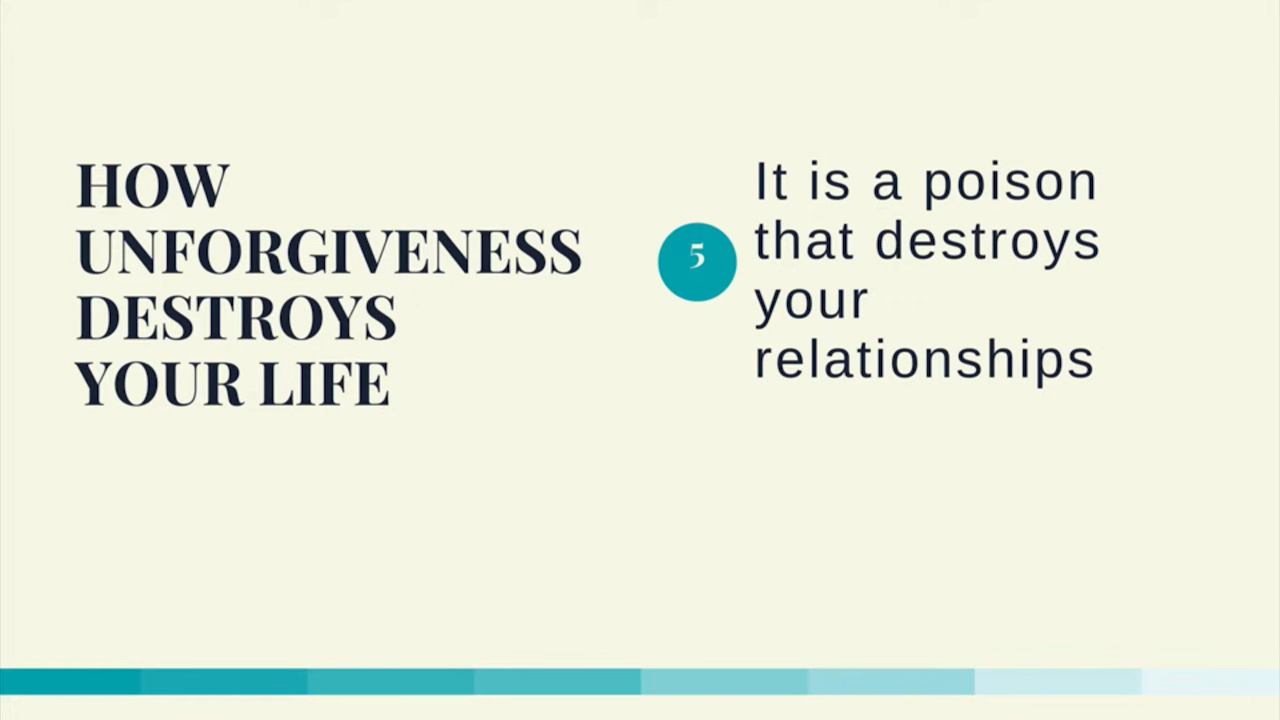 HOW
UNFORGIVENESS
DESTROYS
YOUR LIFE
5
It is a poison
that destroys
your
relationships